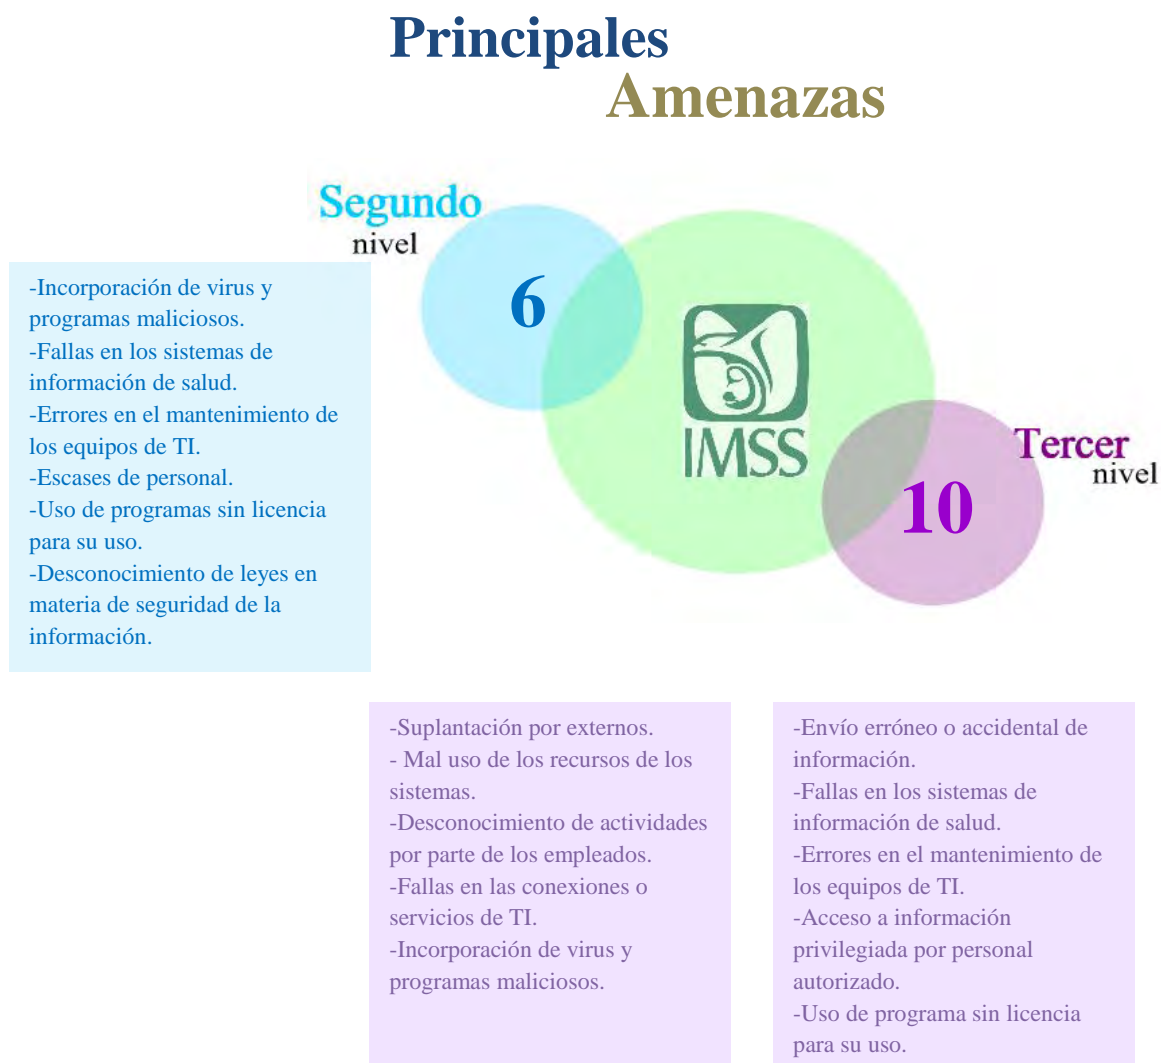 Principales
Amenazas
Segundo
nivel
6
-Incorporación de virus y
programas maliciosos.
-Fallas en los sistemas de
información de salud.
-Errores en el mantenimiento de
los equipos de TI.
-Escases de personal.
-Uso de programas sin licencia
para su uso.
-Desconocimiento de leyes en
materia de seguridad de la
información.
IMSS
Tercer
nivel
10
-Suplantación por externos.
- Mal uso de los recursos de los
sistemas.
-Desconocimiento de actividades
por parte de los empleados.
-Fallas en las conexiones o
servicios de TI.
-Incorporación de virus y
programas maliciosos.
-Envío erróneo o accidental de
información.
-Fallas en los sistemas de
información de salud.
-Errores en el mantenimiento de
los equipos de TI.
-Acceso a información
privilegiada por personal
autorizado.
-Uso de programa sin licencia
para su uso.